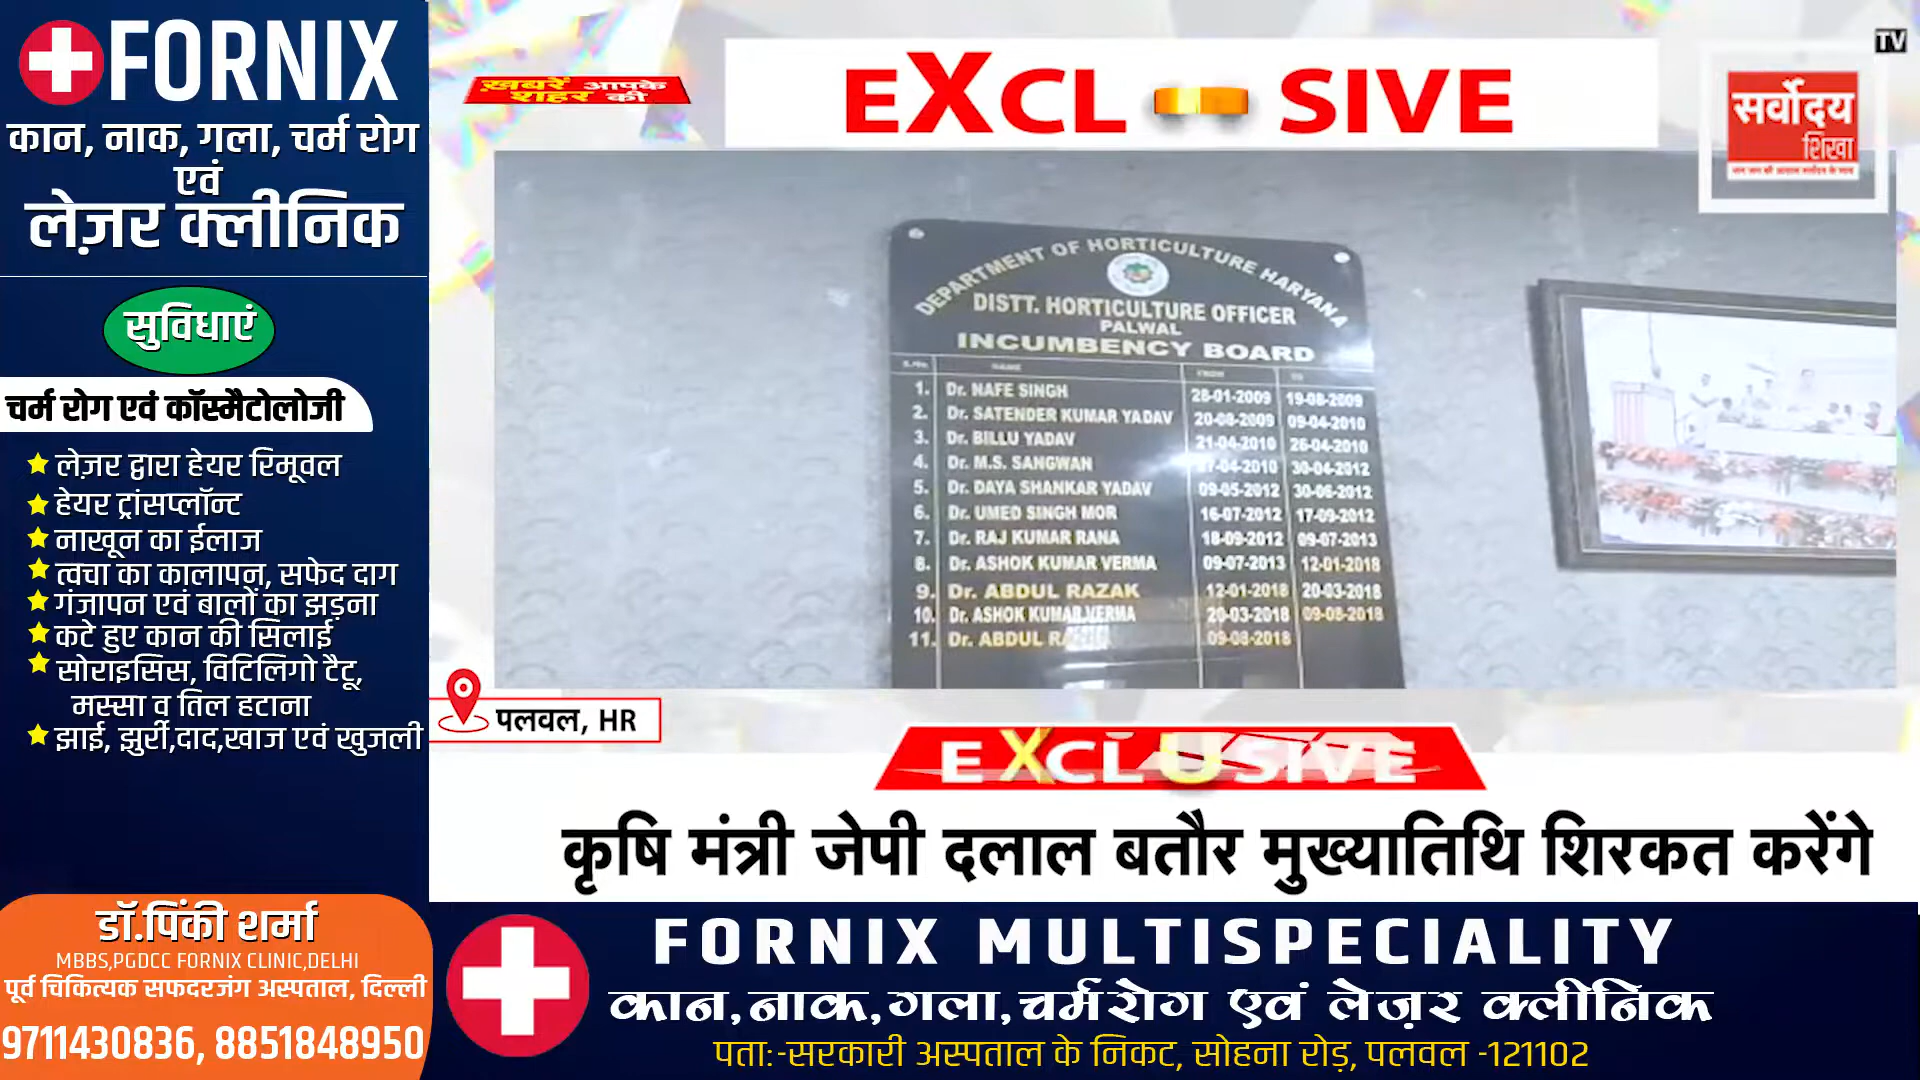 FORNIX
कान, नाक, गला, चर्म रोग
एवं
लेज़र क्लीनिक
सुविधाएं
चर्म रोग एवं कॉस्मैटोलोजी
लेज़र द्वारा हेयर रिमूवल
हेयर ट्रांसप्लॉन्ट
नाखून का ईलाज
त्वचा का कालापन, सफेद दाग
गंजापन एवं बालों का झड़ना
कटे हुए कान की सिलाई
सोराइसिस, विटिलिगो टैटू,
मस्सा व तिल हटाना
झाई, झुर्री,दाद,खाज एवं खुजली
डॉ.पिंकी शर्मा
MBBS,PGDCC FORNIX CLINIC,DELHI
पूर्व चिकित्यक सफदरजंग अस्पताल, दिल्ली
9711430836, 8851848950
ख़बरें आपके
शहर की
EXCL SIVE
TV
सर्वोदय
शिखा
DEPARTMENT OF HORTICULTURE HARYANA
DISTT. HORTICULTURE OFFICER
PALWAL
INCUMBENCY BOARD
NAME FROM TO
1. Dr. NAFE SINGH 26-01-2009 19-08-2009
2. Dr. SATENDER KUMAR YADAV 20-08-2009 09-04-2010
3. Dr. BILLU YADAV 21-04-2010 26-04-2010
4. Dr. M.S. SANGWAN 7-04-2010 30-04-2012
5. Dr. DAYA SHANKAR YADAV 09-05-2012 30-06-2012
6. Dr. UMED SINGH MOR 16-07-2012 17-09-2012
7. Dr. RAJ KUMAR RANA 18-09-2012 09-07-2013
8. Dr. ASHOK KUMAR VERMA 09-07-2013 12-01-2018
9. Dr. ABDUL RAZAK 12-01-2018 20-03-2018
10. Dr. ASHOK KUMAR VERMA 20-03-2018 09-08-2018
11. Dr. ABDUL 09-08-2018
पलवल, HR
EXCLUSIVE
कृषि मंत्री जेपी दलाल बतौर मुख्यातिथि शिरकत करेंगे
FORNIX MULTISPECIALITY
कान,नाक,गला,चर्म रोग एवं लेज़र क्लीनिक
पताः-सरकारी अस्पताल के निकट, सोहना रोड़, पलवल -121102